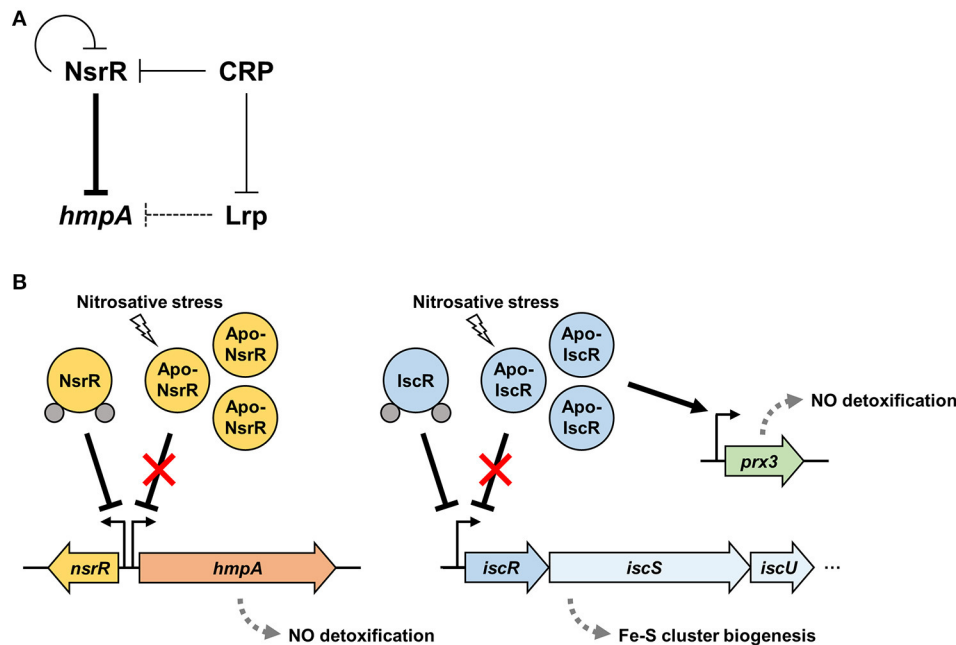 A
NsrR
CRP
hmpA
Lrp
B
Nitrosative stress
NsrR
Apo-
NsrR
Apo-
NsrR
Apo-
NsrR
nsrR
hmpA
NO detoxification
Nitrosative stress
IscR
Apo-
IscR
Apo-
IscR
Apo-
IscR
NO detoxification
prx3
iscR
iscS
iscU
...
Fe-S cluster biogenesis